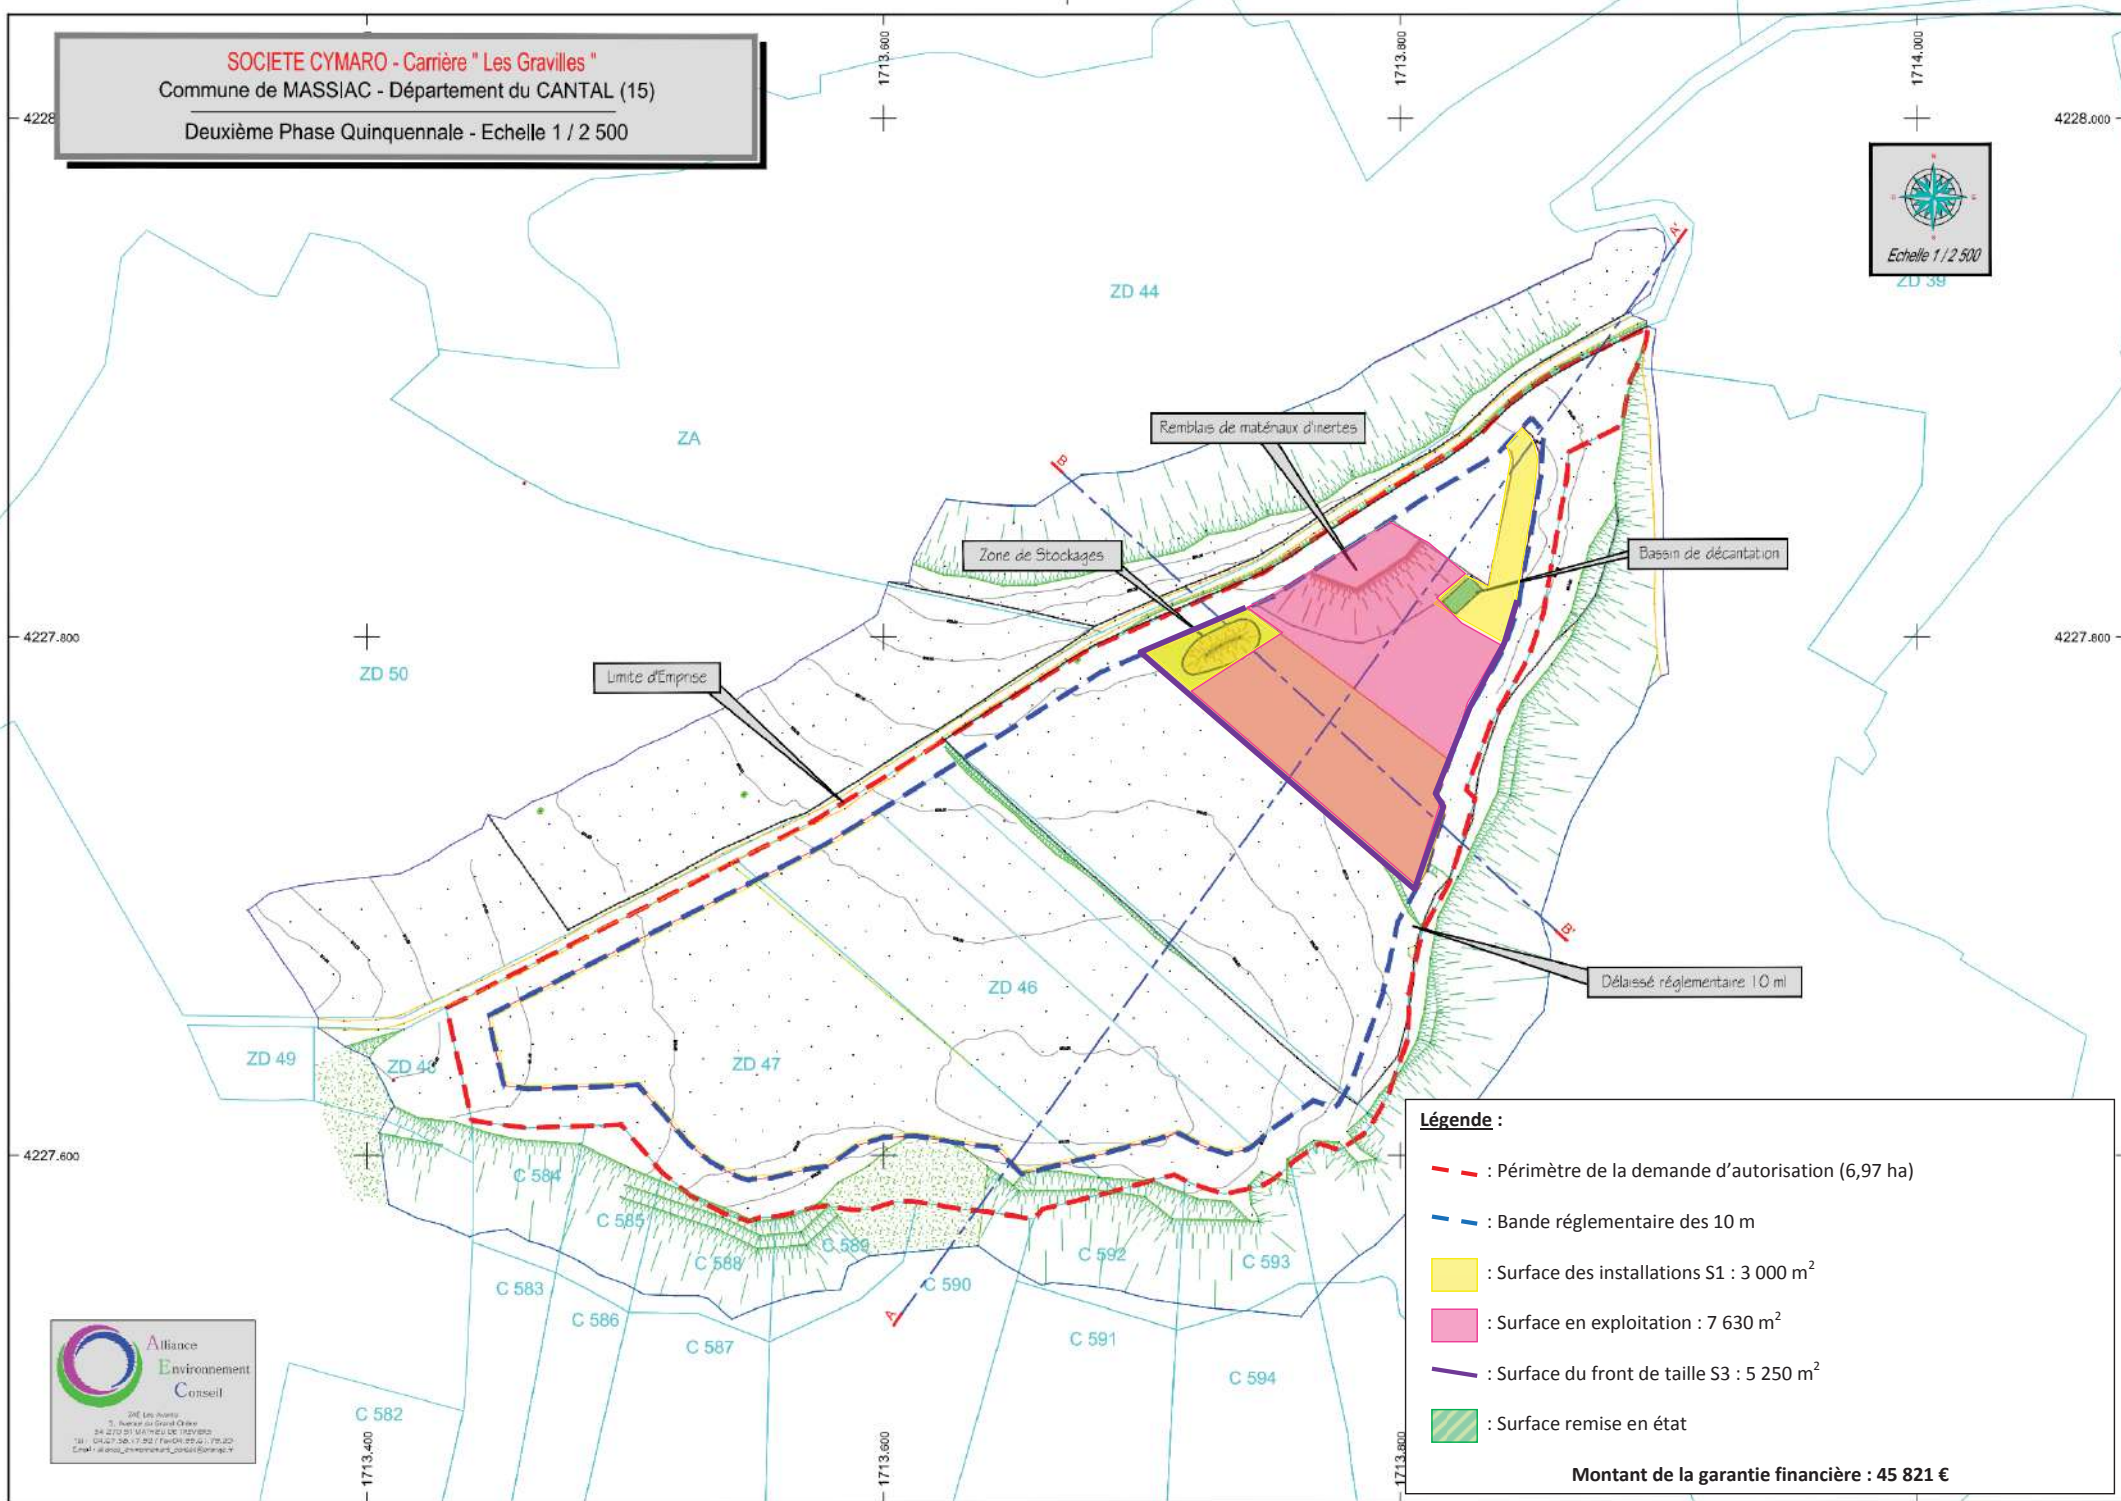 SOCIETE CYMARO - Carrière " Les Gravilles "
Commune de MASSIAC - Département du CANTAL (15)
Deuxième Phase Quinquennale - Echelle 1 / 2 500
1713.600
1713.800
1714.000
4228
4228.000
Echelle 1 / 2 500
ZD 39
A'
ZD 44
Remblais de matériaux d'inertes
ZA
B
Zone de Stockages
Bassin de décantation
4227.800
4227.800
ZD 50
Limite d'Emprise
B'
Délaissé réglementaire 10 ml
ZD 46
ZD 49
ZD 47
4227.600
C 584
C 585
C 588
C 589
C 592
C 593
C 583
C 590
C 586
A
C 587
C 591
C 594
C 582
Légende :
: Périmètre de la demande d'autorisation (6,97 ha)
: Bande réglementaire des 10 m
: Surface des installations S1 : 3 000 m²
: Surface en exploitation : 7 630 m²
: Surface du front de taille S3 : 5 250 m²
: Surface remise en état
Montant de la garantie financière : 45 821 €
Alliance
Environnement
Conseil
1713.400
1713.600
1713.800